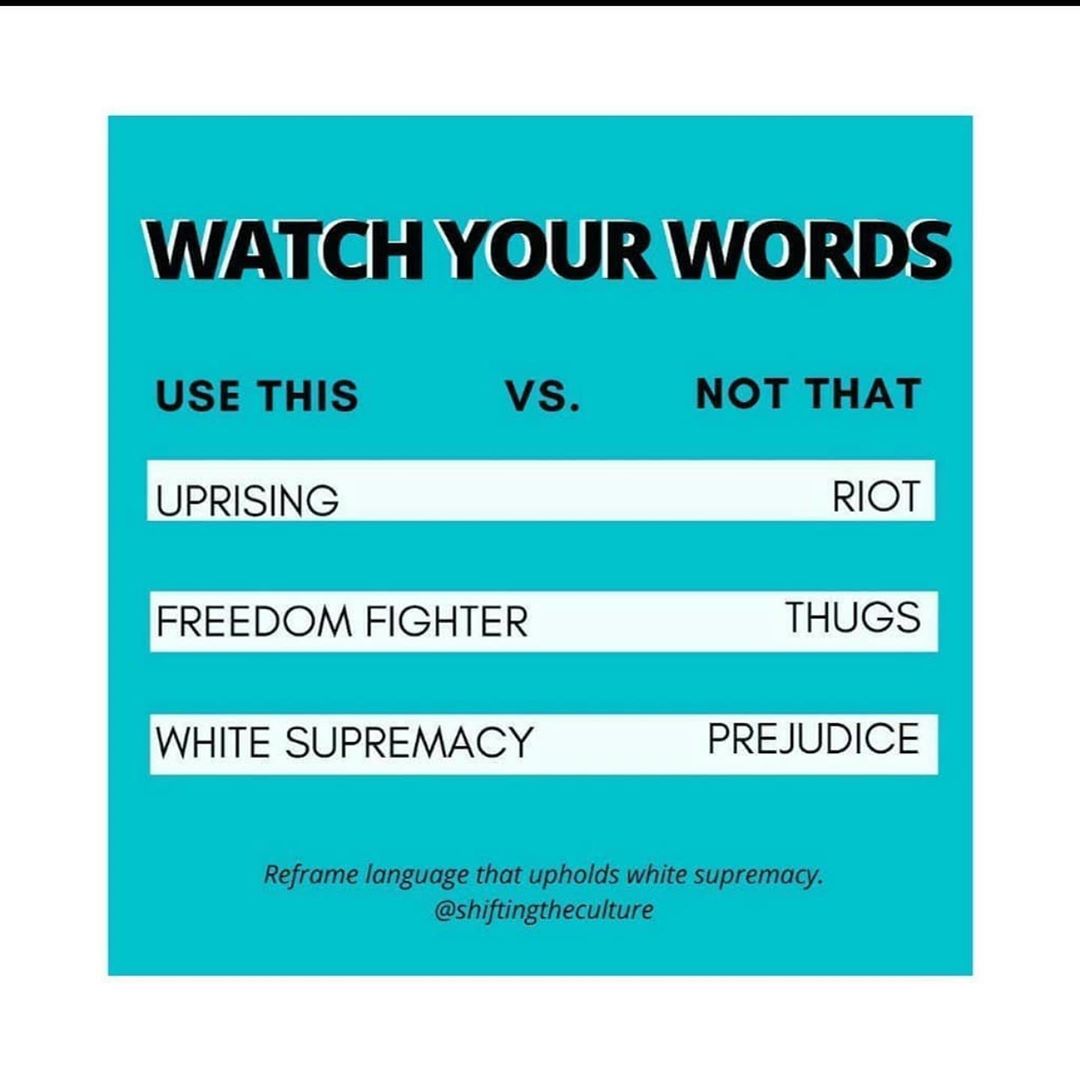 WATCH YOUR WORDS
USE THIS VS. NOT THAT
UPRISING RIOT
FREEDOM FIGHTER THUGS
WHITE SUPREMACY PREJUDICE
Reframe language that upholds white supremacy.
@shiftingtheculture